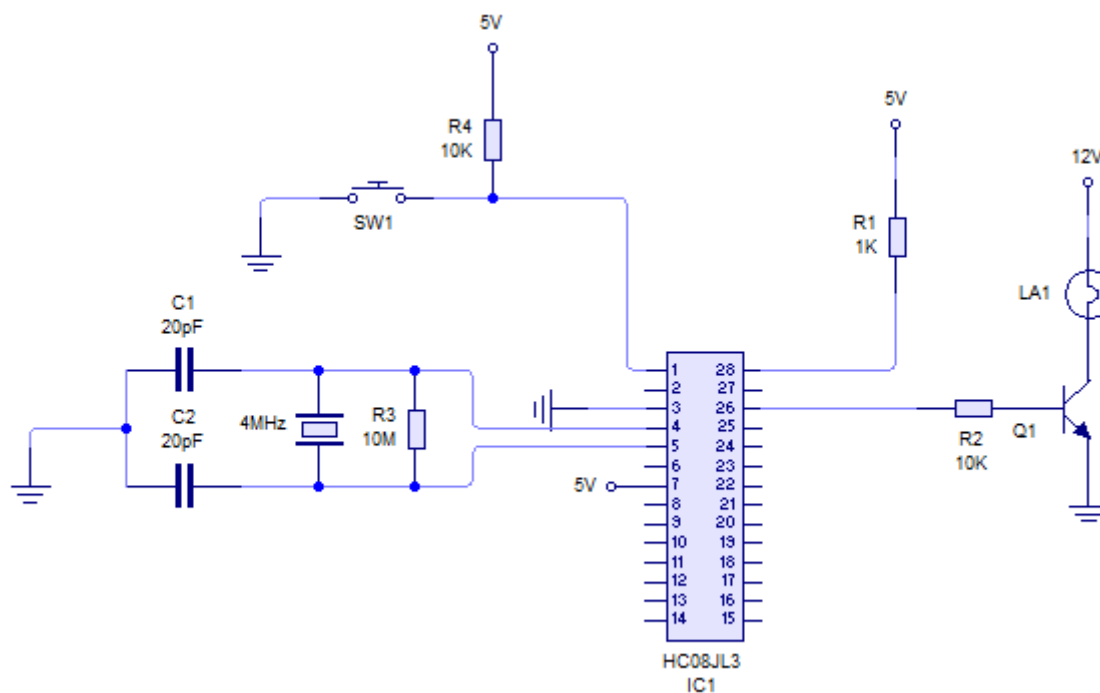 5V
R4
10K
SW1
5V
R1
1K
12V
LA1
C1
20pF
C2
20pF
4MHz
R3
10M
5V
1 28
2 27
3 26
4 25
5 24
6 23
7 22
8 21
9 20
10 19
11 18
12 17
13 16
14 15
R2
10K
Q1
HC08JL3
IC1